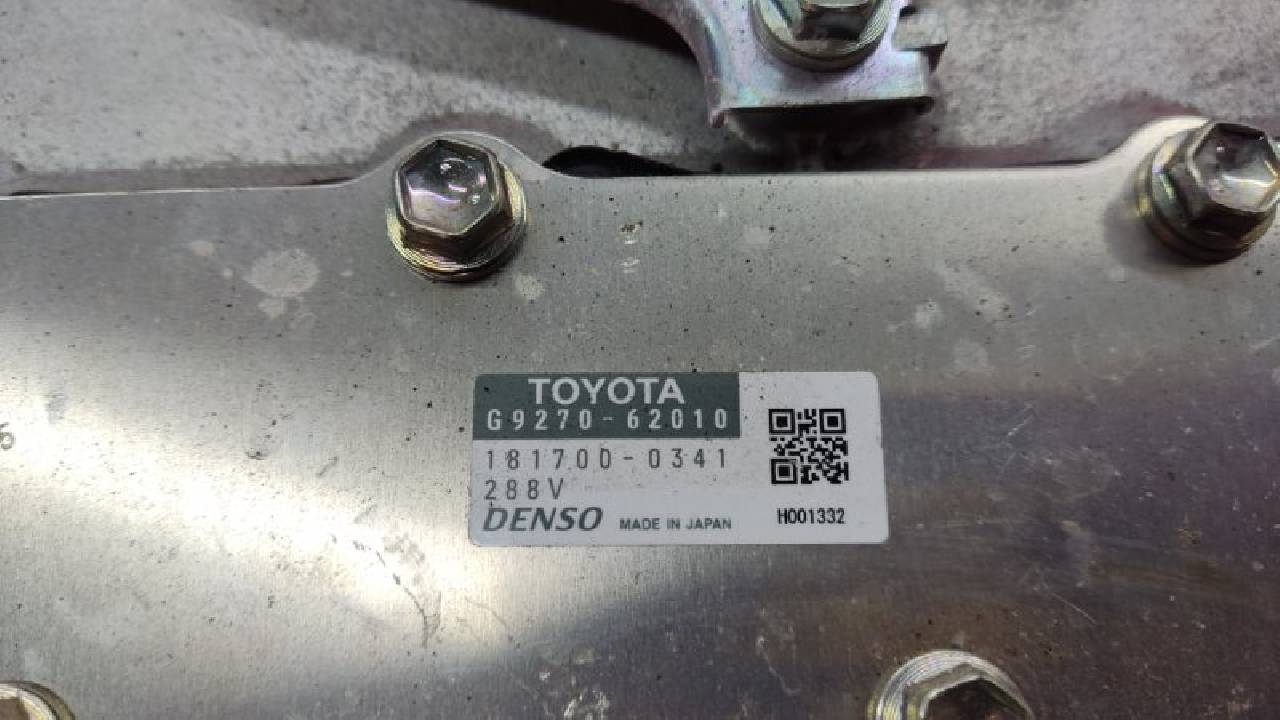 TOYOTA
G9270-62010
181700-0341
288V
DENSO MADE IN JAPAN
H001332